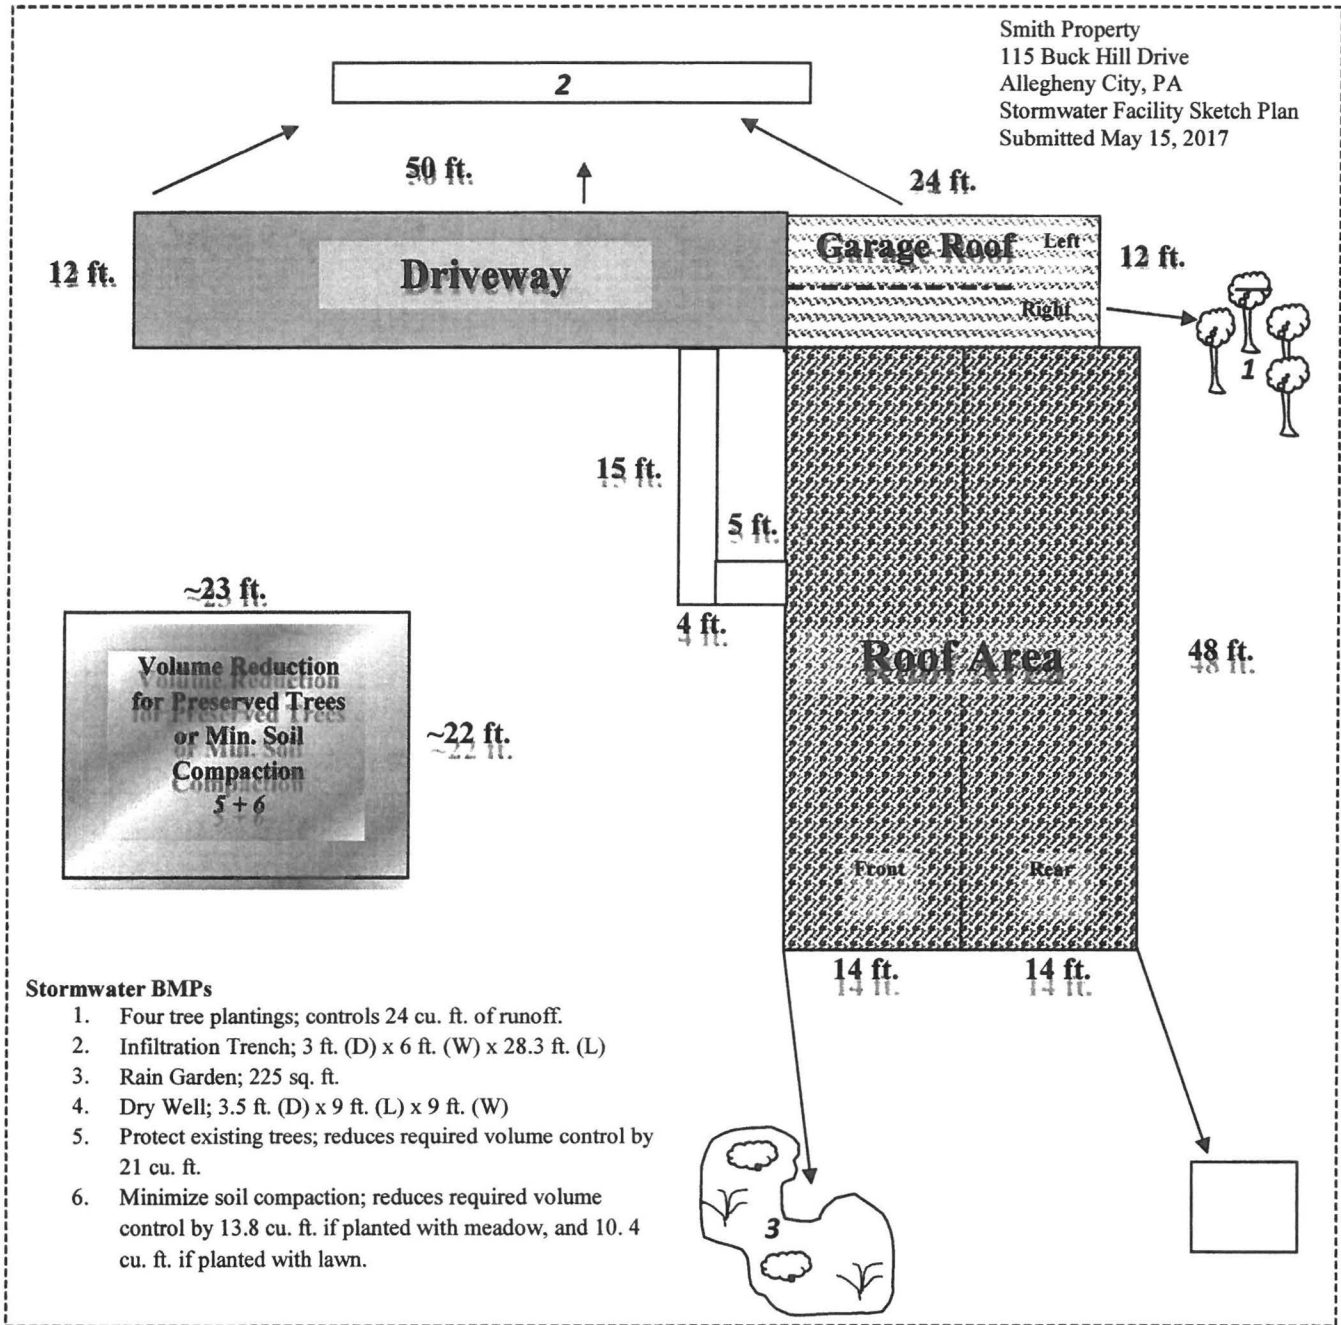 Smith Property
115 Buck Hill Drive
Allegheny City, PA
Stormwater Facility Sketch Plan
Submitted May 15, 2017
2
50 ft.
24 ft.
12 ft.
Driveway
Garage Roof
Left
Right
12 ft.
1
15 ft.
5 ft.
4 ft.
~23 ft.
Volume Reduction
for Preserved Trees
or Min. Soil
Compaction
5 + 6
~22 ft.
Roof Area
48 ft.
Front
Rear
14 ft.
14 ft.
Stormwater BMPs
1. Four tree plantings; controls 24 cu. ft. of runoff.
2. Infiltration Trench; 3 ft. (D) x 6 ft. (W) x 28.3 ft. (L)
3. Rain Garden; 225 sq. ft.
4. Dry Well; 3.5 ft. (D) x 9 ft. (L) x 9 ft. (W)
5. Protect existing trees; reduces required volume control by
21 cu. ft.
6. Minimize soil compaction; reduces required volume
control by 13.8 cu. ft. if planted with meadow, and 10. 4
cu. ft. if planted with lawn.
3